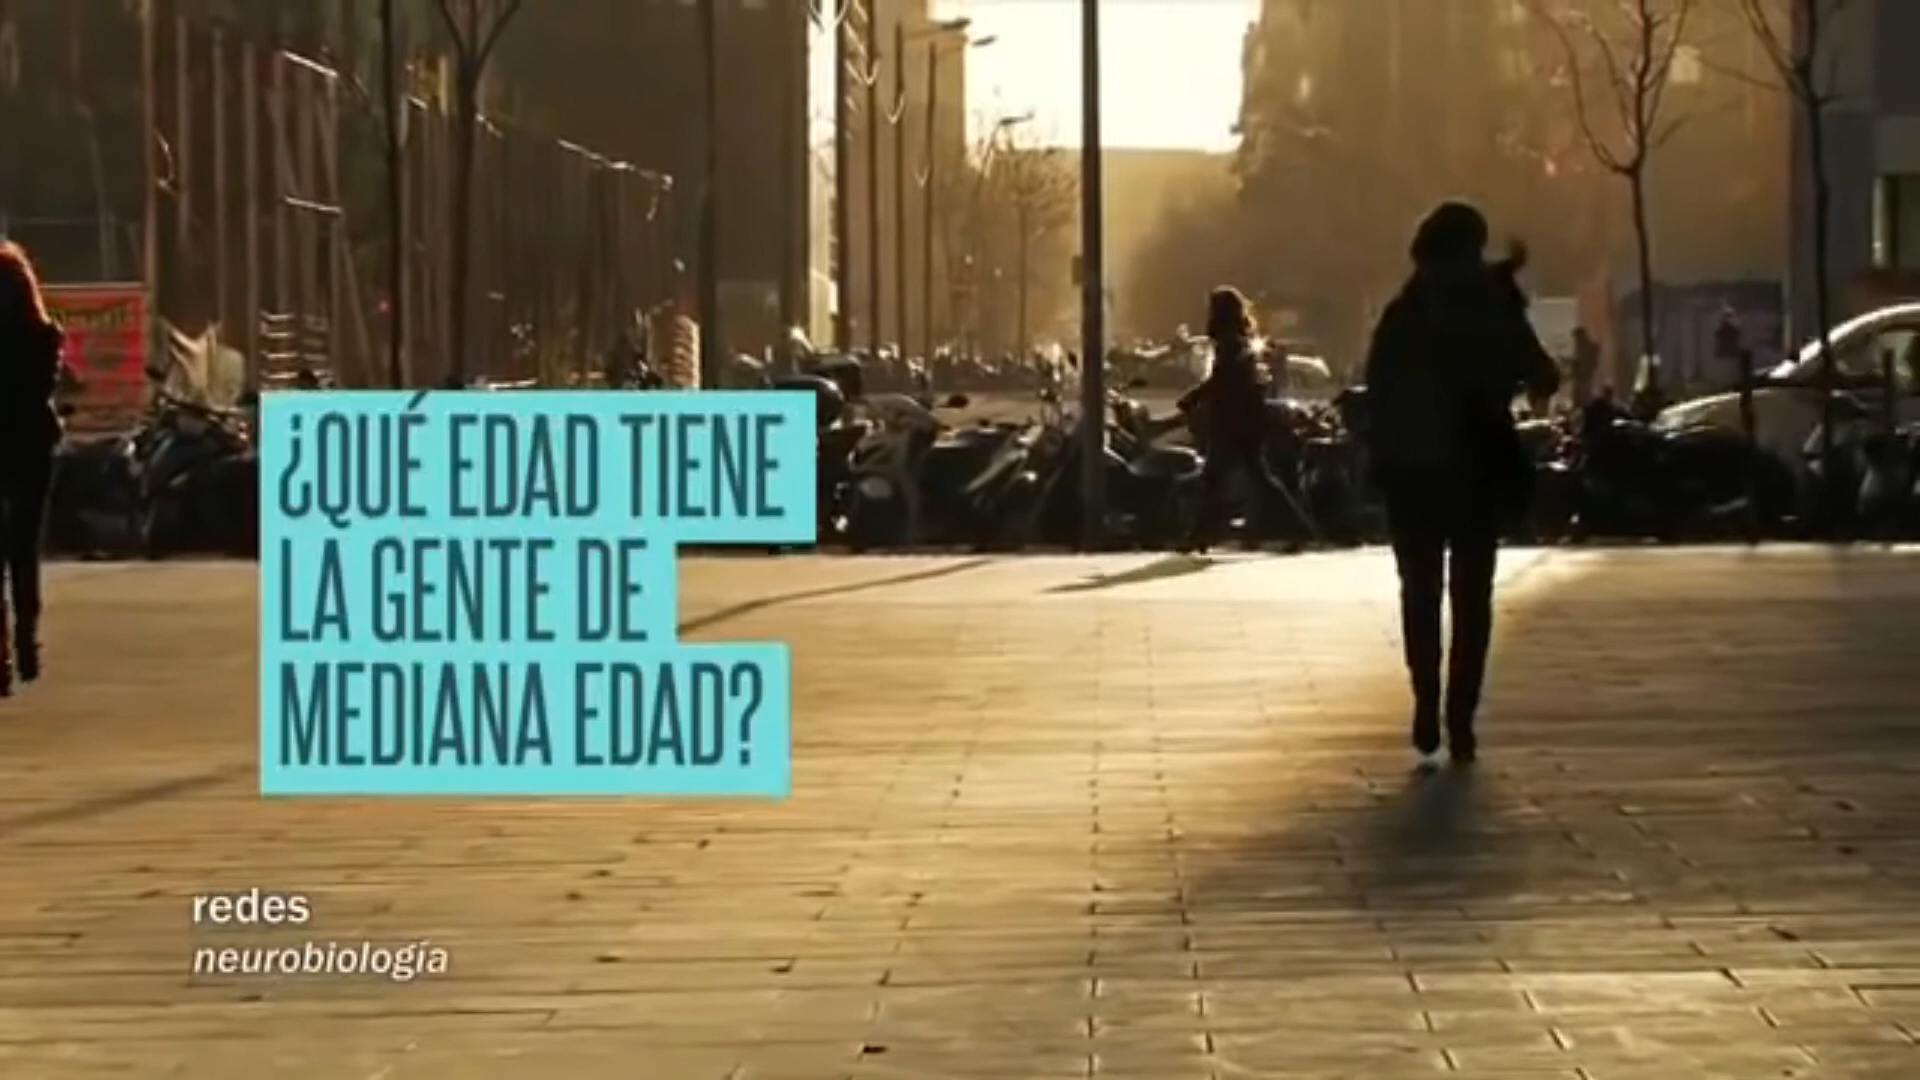 ¿QUÉ EDAD TIENE
LA GENTE DE
MEDIANA EDAD?
redes
neurobiología